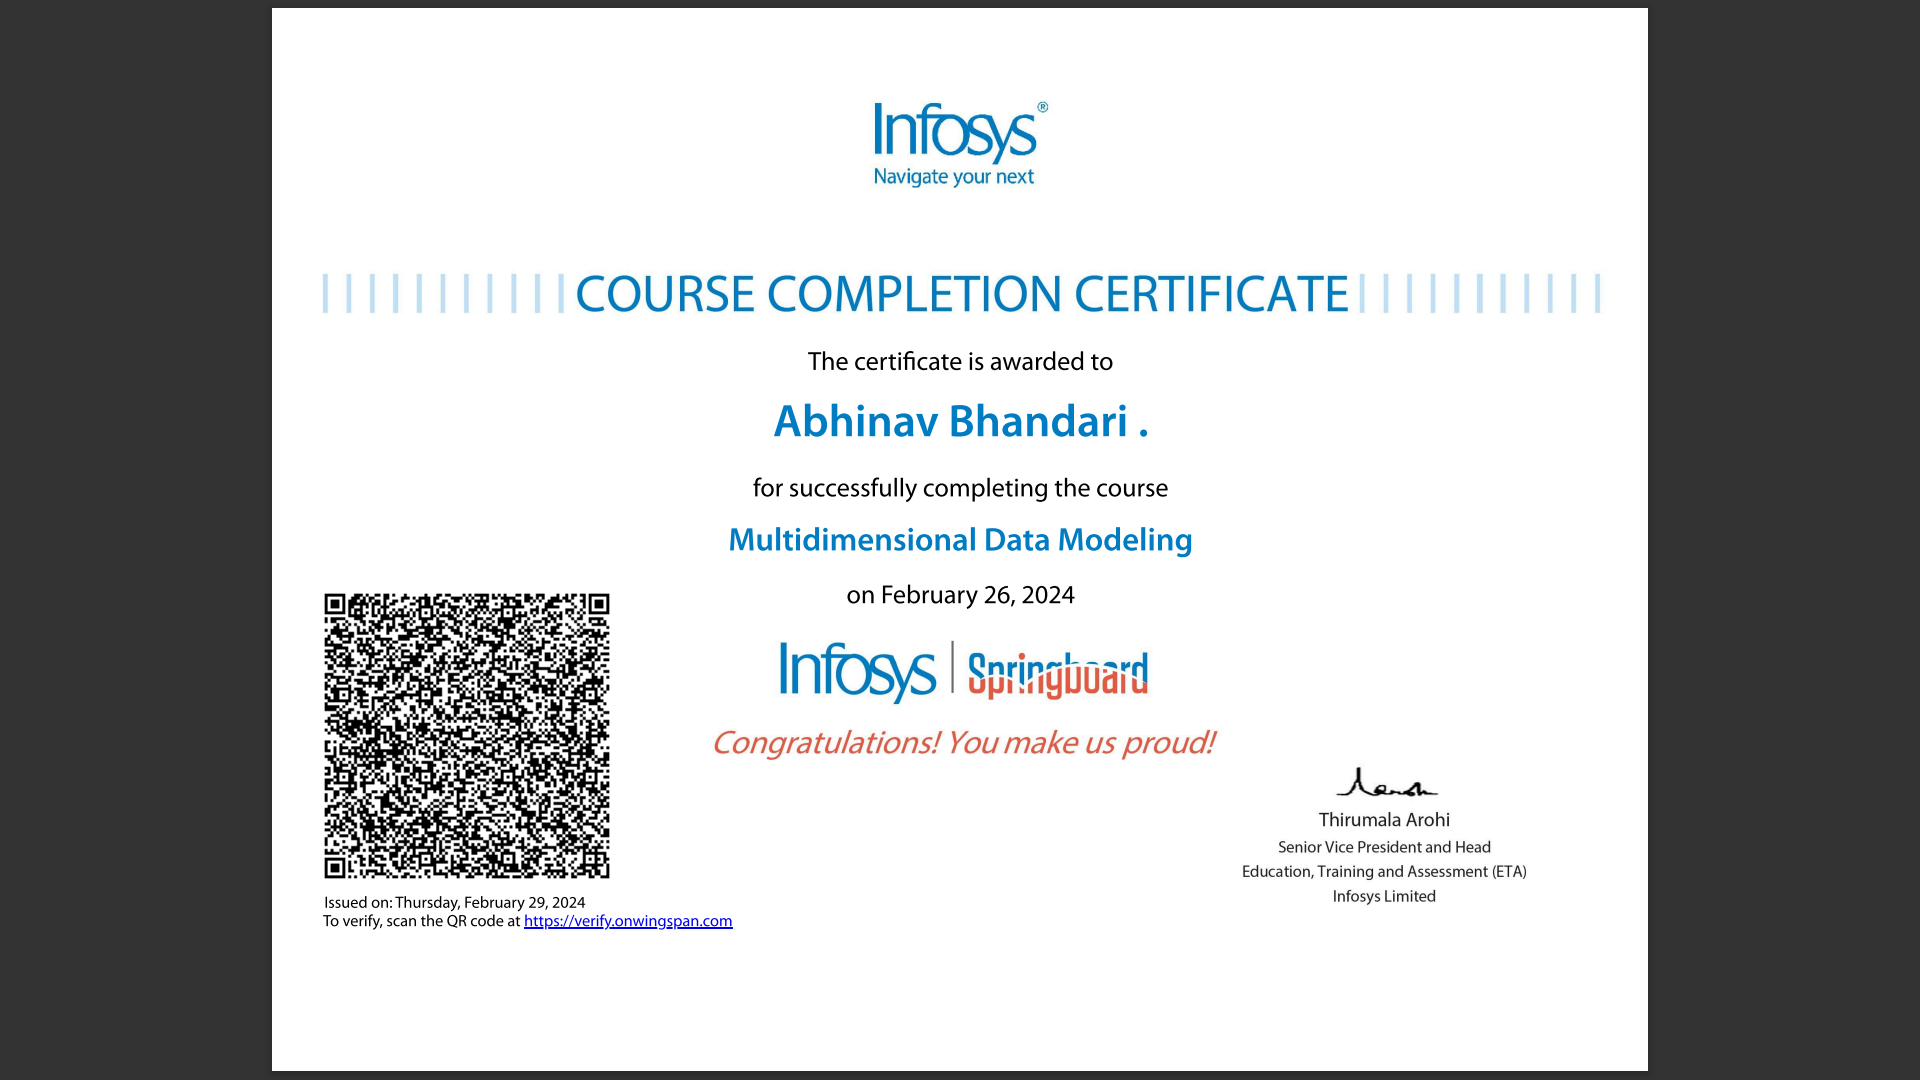 Infosys®
Navigate your next
COURSE COMPLETION CERTIFICATE
The certificate is awarded to
Abhinav Bhandari .
for successfully completing the course
Multidimensional Data Modeling
on February 26, 2024
Infosys | Springboard
Congratulations! You make us proud!
Thirumala Arohi
Senior Vice President and Head
Education, Training and Assessment (ETA)
Infosys Limited
Issued on: Thursday, February 29, 2024
To verify, scan the QR code at https://verify.onwingspan.com